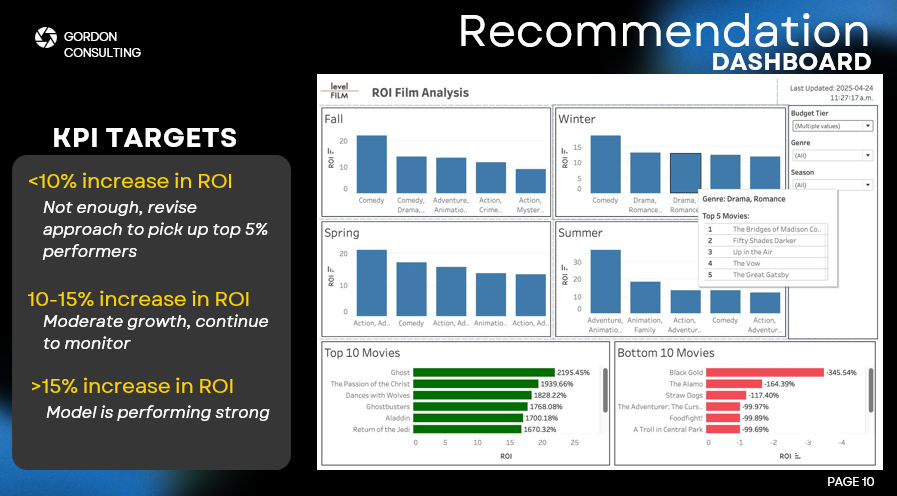 GORDON
CONSULTING
Recommendation
DASHBOARD
KPI TARGETS
<10% increase in ROI
Not enough, revise
approach to pick up top 5%
performers
10-15% increase in ROI
Moderate growth, continue
to monitor
>15% increase in ROI
Model is performing strong
level
FILM
ROI Film Analysis
Last Updated: 2025-04-24
11:27:17 a.m.
Fall
ROI
20
10
0
Comedy
Comedy,
Drama,..
Adventure,
Animatio..
Action,
Crime..
Action,
Myster..
Winter
ROI
15
10
5
0
Comedy
Drama,
Romance..
Drama,
Romance
Budget Tier
(Multiple values)
Genre
(All)
Season
(All)
Genre: Drama, Romance
Top 5 Movies:
1 The Bridges of Madison Co..
2 Fifty Shades Darker
3 Up in the Air
4 The Vow
5 The Great Gatsby
Spring
ROI
20
10
0
Action, Ad..
Comedy
Action, Ad..
Animatio..
Action, Ad..
Summer
ROI
30
20
10
0
Adventure,
Animatio..
Animation,
Family
Action,
Adventur..
Comedy
Action,
Adventur..
Top 10 Movies
Ghost 2195.45%
The Passion of the Christ 1939.66%
Dances with Wolves 1828.22%
Ghostbusters 1768.08%
Aladdin 1700.18%
Return of the Jedi 1670.32%
0 5 10 15 20 25
ROI
Bottom 10 Movies
Black Gold -345.54%
The Alamo -164.39%
Straw Dogs -117.40%
The Adventurer: The Curs.. -99.97%
Foodfight! -99.89%
A Troll in Central Park -99.69%
0 -1 -2 -3 -4
ROI
PAGE 10